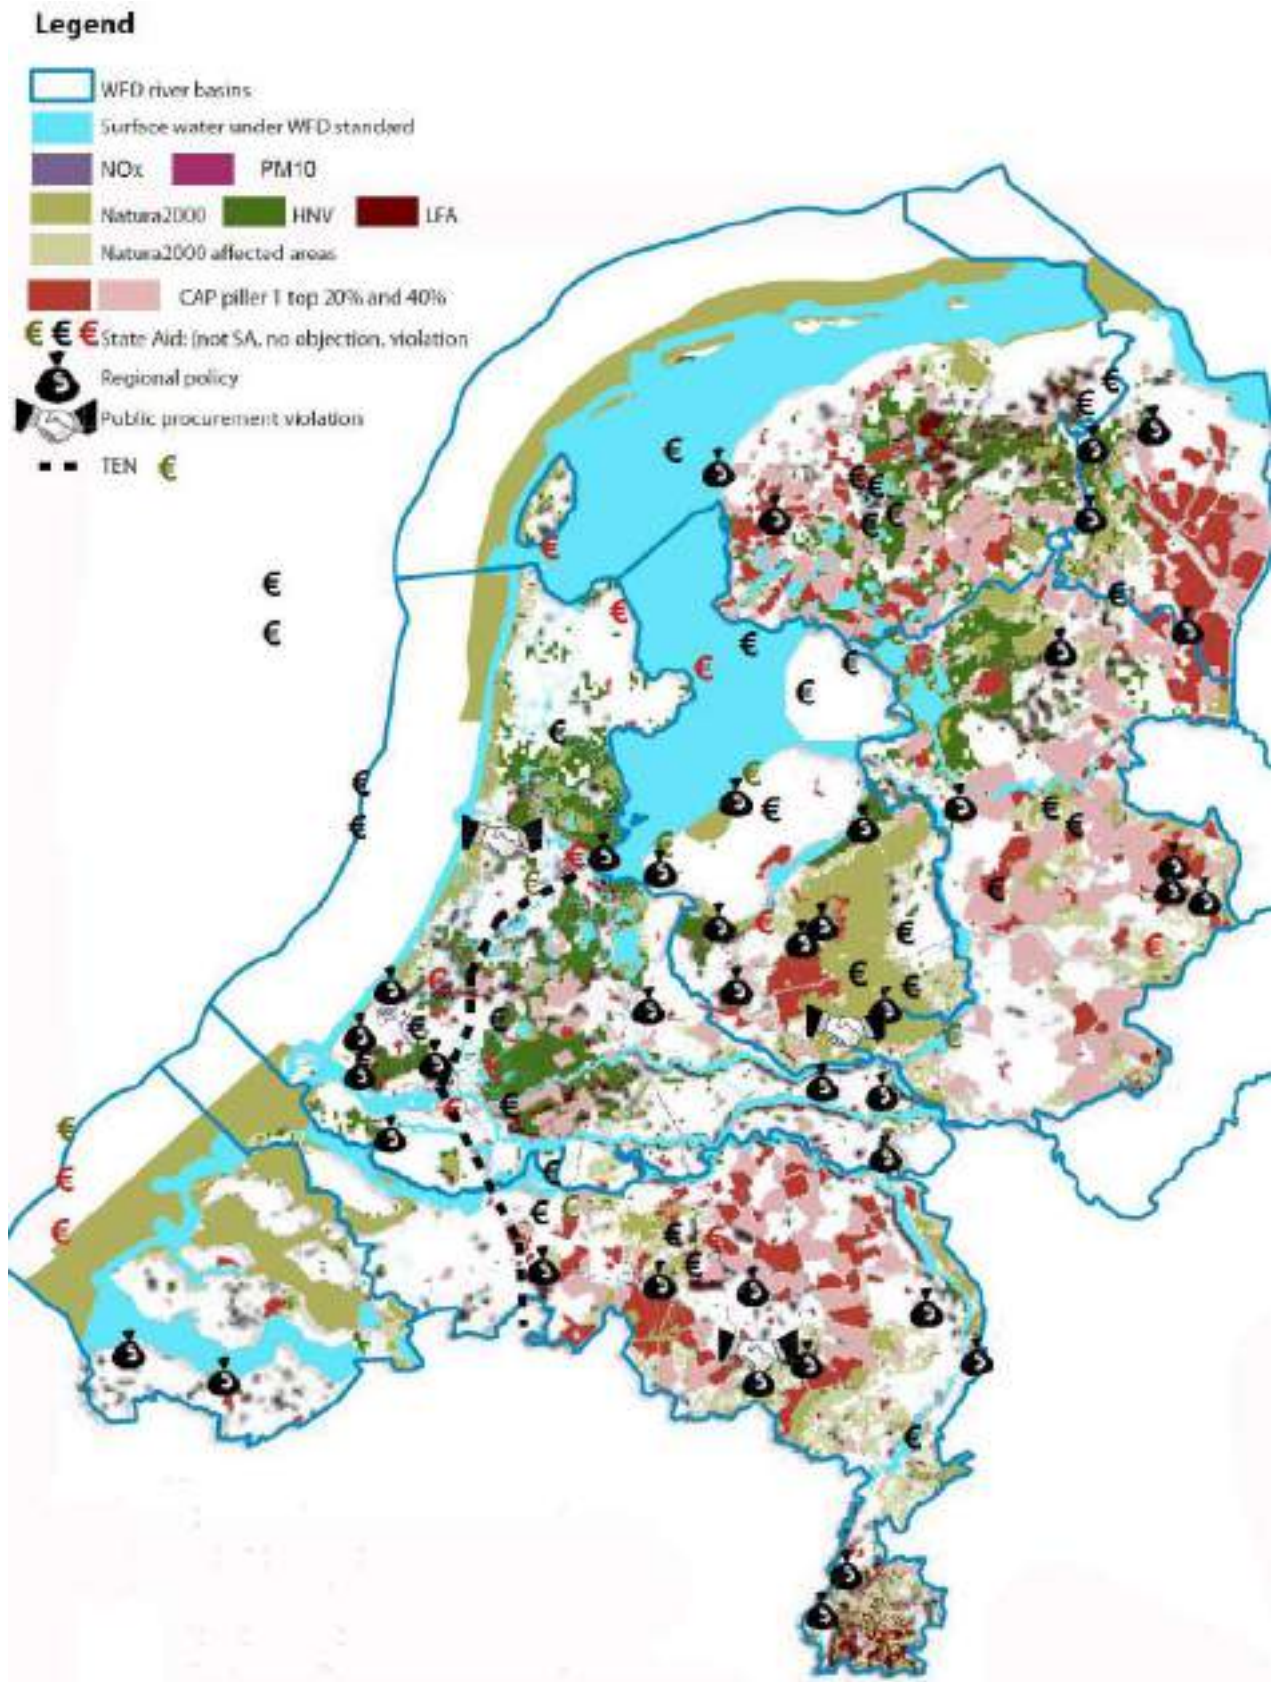 Legend
WFD river basins
Surface water under WFD standard
NOx PM10
Natura2000 HNV LFA
Natura2000 affected areas
CAP piller 1 top 20% and 40%
€ € € State Aid: (not SA, no objection, violation
Regional policy
Public procurement violation
TEN €